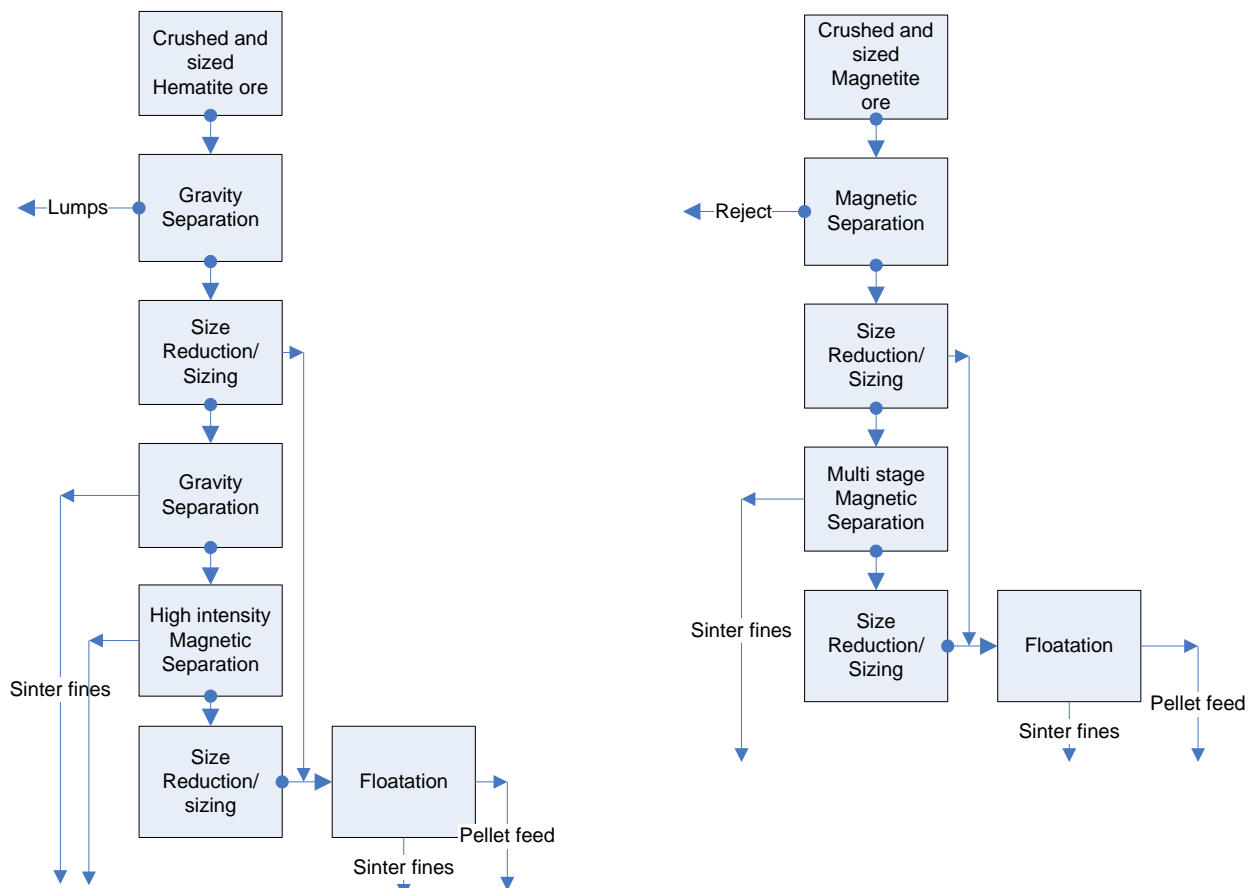 Crushed and
sized
Hematite ore
Lumps
Gravity
Separation
Size
Reduction/
Sizing
Gravity
Separation
High intensity
Magnetic
Separation
Sinter fines
Size
Reduction/
sizing
Floatation
Pellet feed
Sinter fines
Crushed and
sized
Magnetite
ore
Reject
Magnetic
Separation
Size
Reduction/
Sizing
Multi stage
Magnetic
Separation
Sinter fines
Size
Reduction/
Sizing
Floatation
Pellet feed
Sinter fines